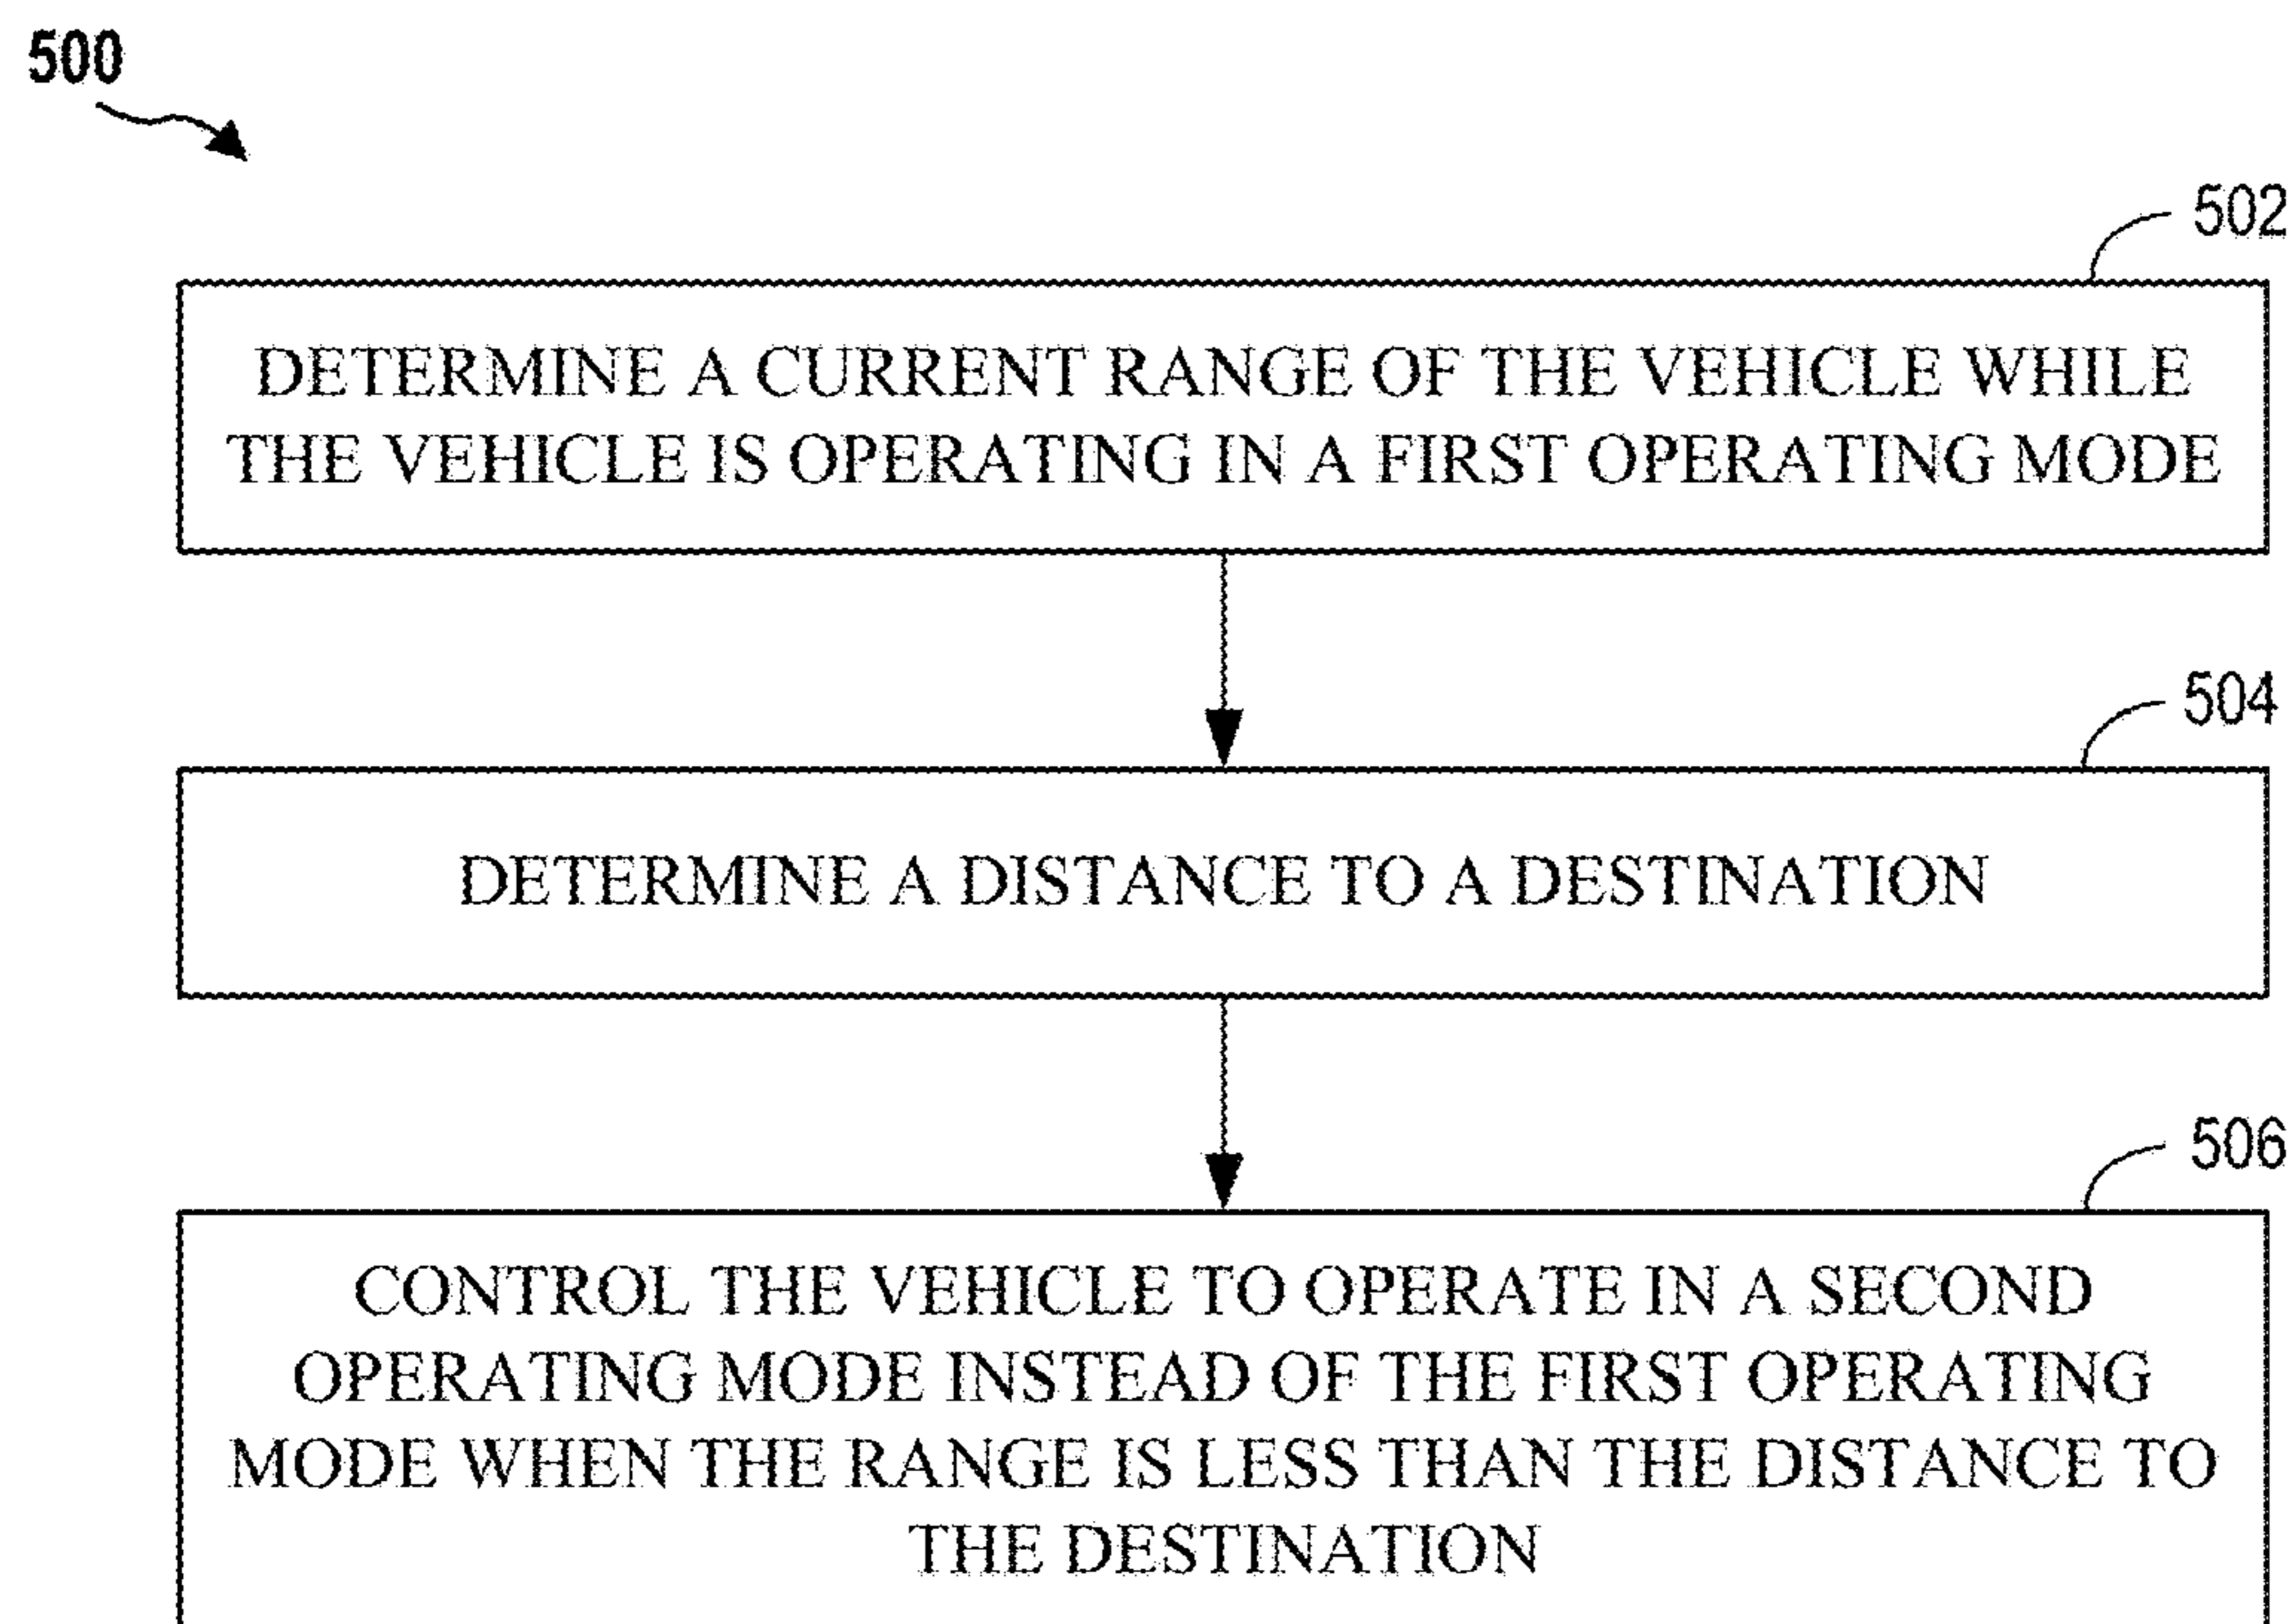 500
502
DETERMINE A CURRENT RANGE OF THE VEHICLE WHILE
THE VEHICLE IS OPERATING IN A FIRST OPERATING MODE
504
DETERMINE A DISTANCE TO A DESTINATION
506
CONTROL THE VEHICLE TO OPERATE IN A SECOND
OPERATING MODE INSTEAD OF THE FIRST OPERATING
MODE WHEN THE RANGE IS LESS THAN THE DISTANCE TO
THE DESTINATION